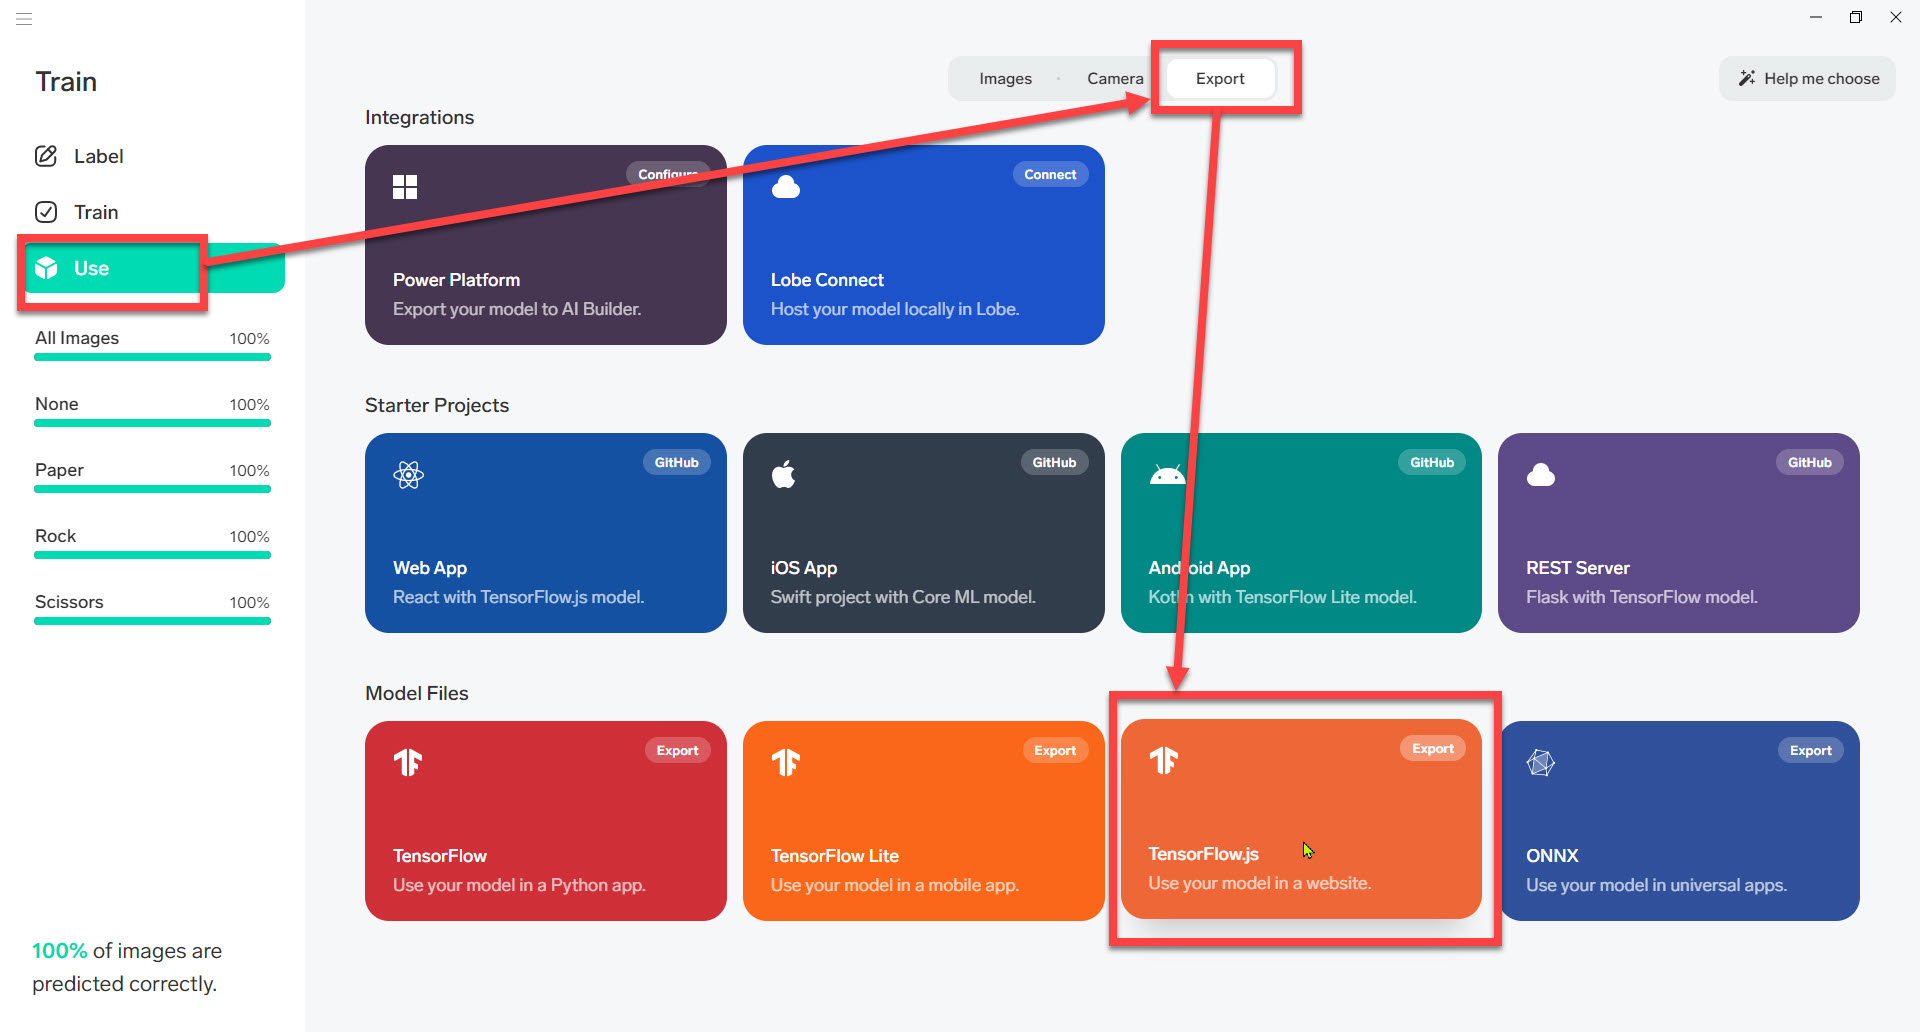 Train
Label
Train
Use
All Images 100%
None 100%
Paper 100%
Rock 100%
Scissors 100%
100% of images are
predicted correctly.
Images · Camera Export
Help me choose
Integrations
Configure
Power Platform
Export your model to AI Builder.
Connect
Lobe Connect
Host your model locally in Lobe.
Starter Projects
GitHub
Web App
React with TensorFlow.js model.
GitHub
iOS App
Swift project with Core ML model.
GitHub
Android App
Kotlin with TensorFlow Lite model.
GitHub
REST Server
Flask with TensorFlow model.
Model Files
Export
TensorFlow
Use your model in a Python app.
Export
TensorFlow Lite
Use your model in a mobile app.
Export
TensorFlow.js
Use your model in a website.
Export
ONNX
Use your model in universal apps.